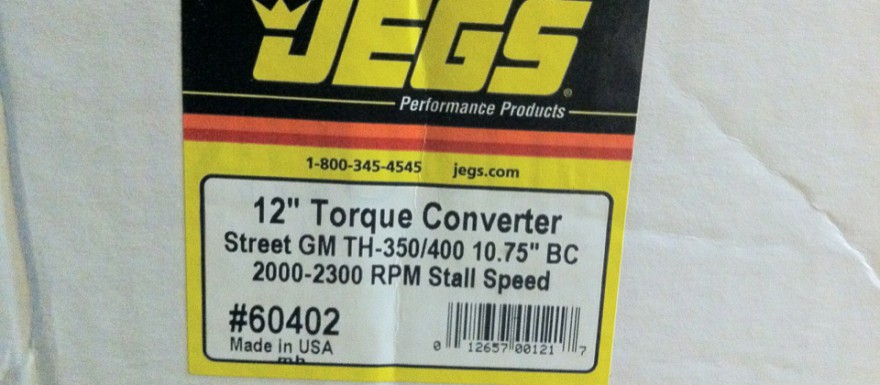 JEGS
Performance Products
1-800-345-4545 jegs.com
12" Torque Converter
Street GM TH-350/400 10.75" BC
2000-2300 RPM Stall Speed
#60402
Made in USA
mh
0 12657 00121 7